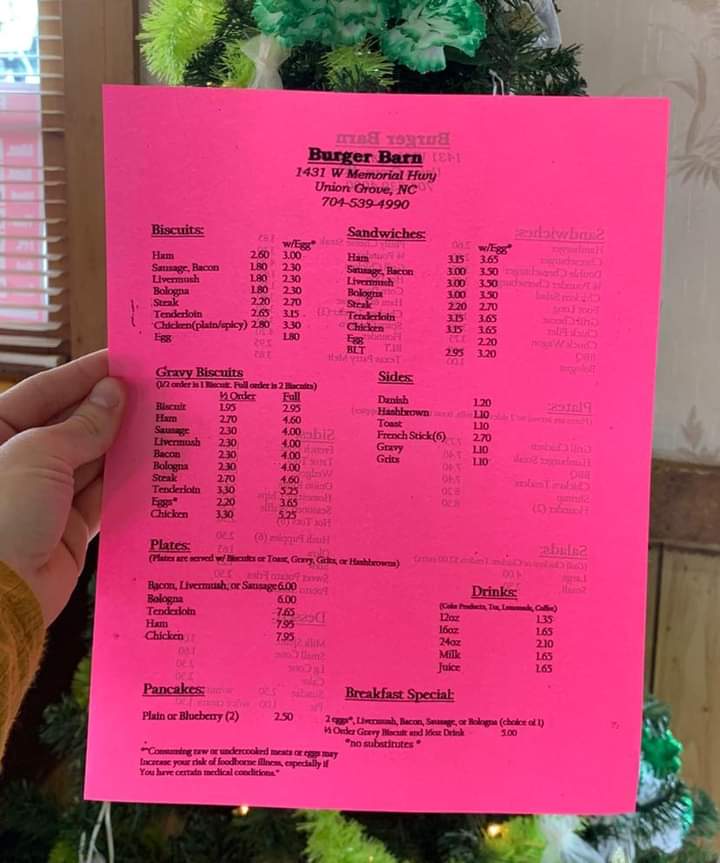 Burger Barn
1431 W Memorial Hwy
Union Grove, NC
704-539-4990
Biscuits:
w/Egg*
Ham 2.60 3.00
Sausage, Bacon 1.80 2.30
Livermush 1.80 2.30
Bologna 1.80 2.30
Steak 2.20 2.70
Tenderloin 2.65 3.15
Chicken(plain/spicy) 2.80 3.30
Egg 1.80
Sandwiches:
w/Egg*
Ham 3.15 3.65
Sausage, Bacon 3.00 3.50
Livermush 3.00 3.50
Bologna 3.00 3.50
Steak 2.20 2.70
Tenderloin 3.15 3.65
Chicken 3.15 3.65
Egg 2.20
BLT 2.95 3.20
Gravy Biscuits
(1/2 order is 1 Biscuit. Full order is 2 Biscuits)
½ Order Full
Biscuit 1.95 2.95
Ham 2.70 4.60
Sausage 2.30 4.00
Livermush 2.30 4.00
Bacon 2.30 4.00
Bologna 2.30 4.00
Steak 2.70 4.60
Tenderloin 3.30 5.25
Eggs* 2.20 3.65
Chicken 3.30 5.25
Sides:
Danish 1.20
Hashbrown 1.10
Toast 1.10
French Stick(6) 2.70
Gravy 1.10
Grits 1.10
Plates:
(Plates are served w/ Biscuits or Toast, Gravy, Grits, or Hashbrowns)
Bacon, Livermush, or Sausage 6.00
Bologna 6.00
Tenderloin 7.65
Ham 7.95
Chicken 7.95
Drinks:
(Coke Products, Tea, Lemonade, Coffee)
12oz 1.35
16oz 1.65
24oz 2.10
Milk 1.65
Juice 1.65
Pancakes:
Plain or Blueberry (2) 2.50
Breakfast Special:
2 eggs*, Livermush, Bacon, Sausage, or Bologna (choice of 1)
½ Order Gravy Biscuit and 16oz Drink 5.00
*no substitutes *
"*Consuming raw or undercooked meats or eggs may
Increase your risk of foodborne illness, especially if
You have certain medical conditions."